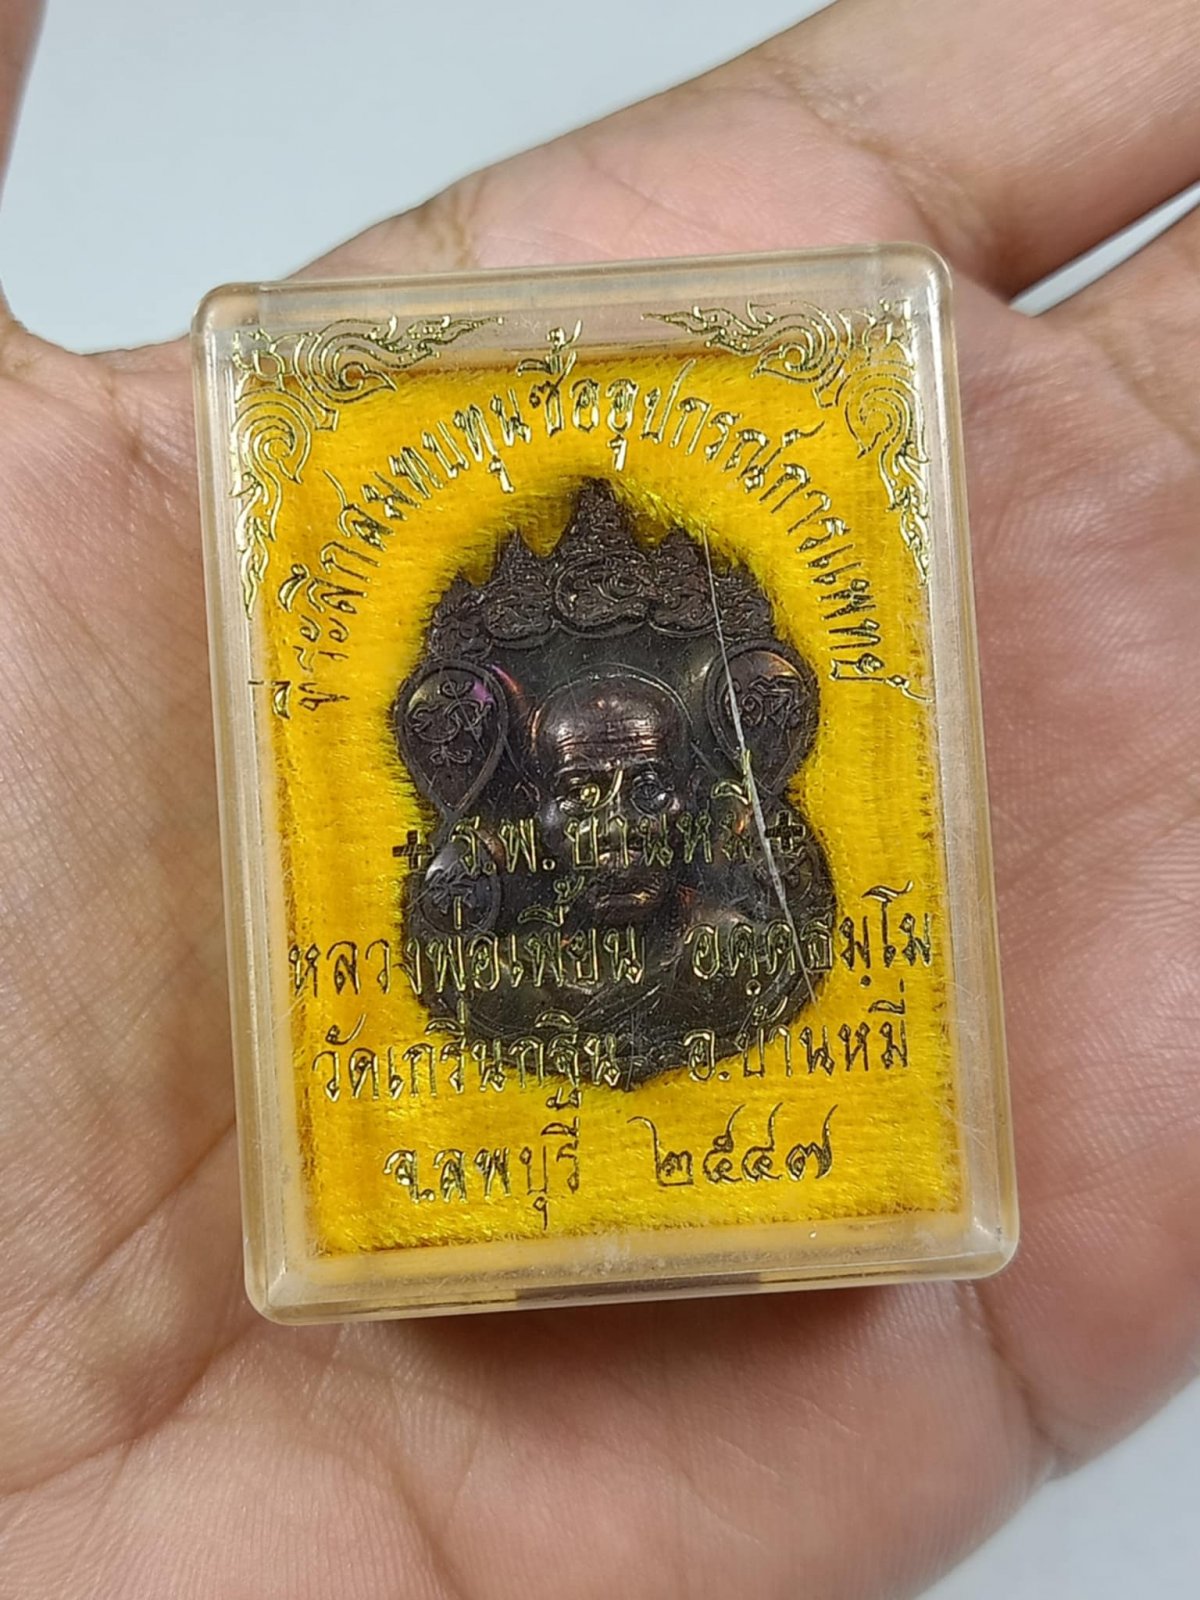 ที่ระลึกสมทบทุนซื้ออุปกรณ์การแพทย์
+ ร.พ.บ้านหมี่ +
หลวงพ่อเพี้ยน อคฺคธมฺโม
วัดเกริ่นกฐิน อ.บ้านหมี่
จ.ลพบุรี ๒๕๔๗